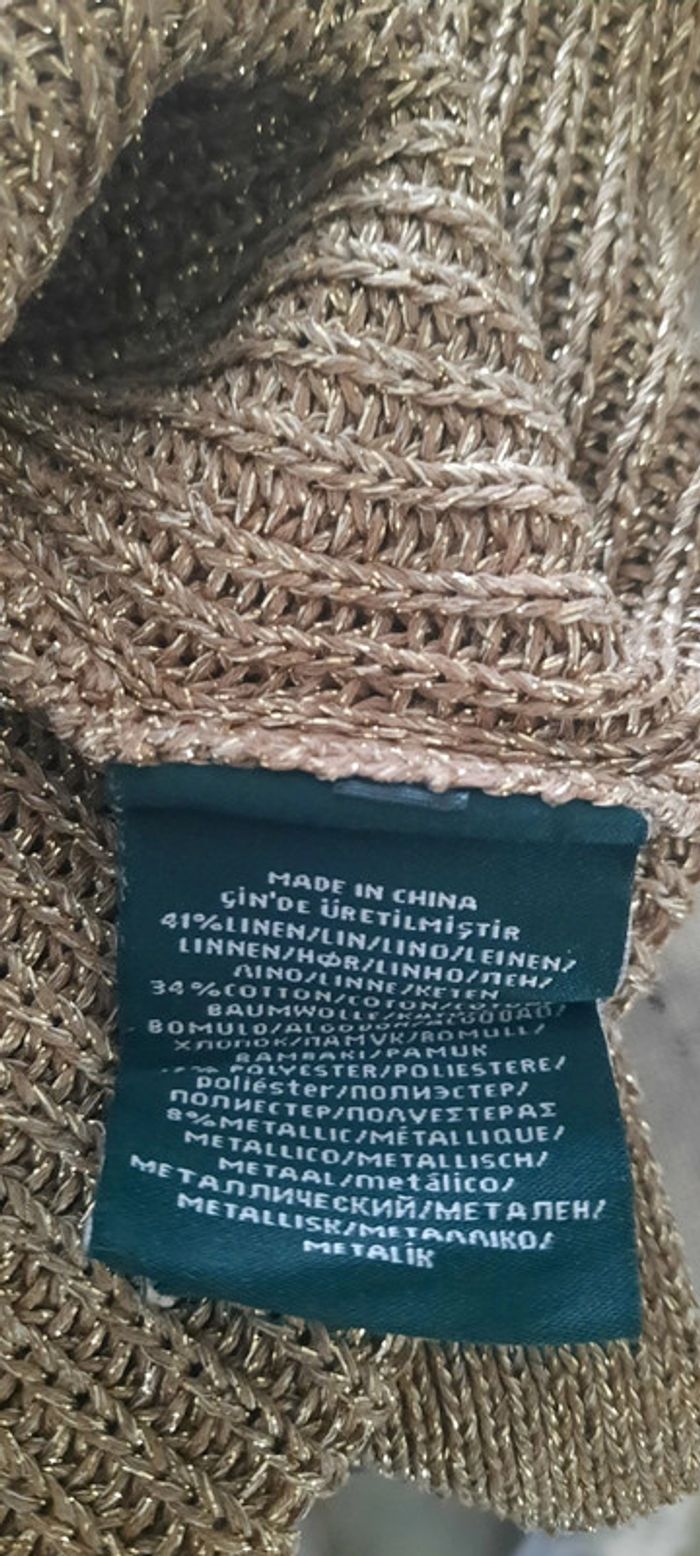 MADE IN CHINA
ÇİN'DE ÜRETİLMİŞTİR
41%LINEN/LIN/LINO/LEINEN/
LINNEN/HØR/LINHO/ЛЕН/
ΛΙΝΟ/LINNE/KETEN
34%COTTON/COTON/
BAUMWOLLE/
BOMULD/ALGODÓN/ALGODÃO/
ХЛОПОК/ПАМУК/BOMULL/
ΒΑΜΒΑΚΙ/PAMUK
POLYESTER/POLIESTERE/
poliéster/ПОЛИЭСТЕР/
ПОЛИЕСТЕР/ΠΟΛΥΕΣΤΕΡΑΣ
8%METALLIC/MÉTALLIQUE/
METALLICO/METALLISCH/
METAAL/metálico/
МЕТАЛЛИЧЕСКИЙ/МЕТАЛЕН/
METALLISK/ΜΕΤΑΛΛΙΚΟ/
METALİK